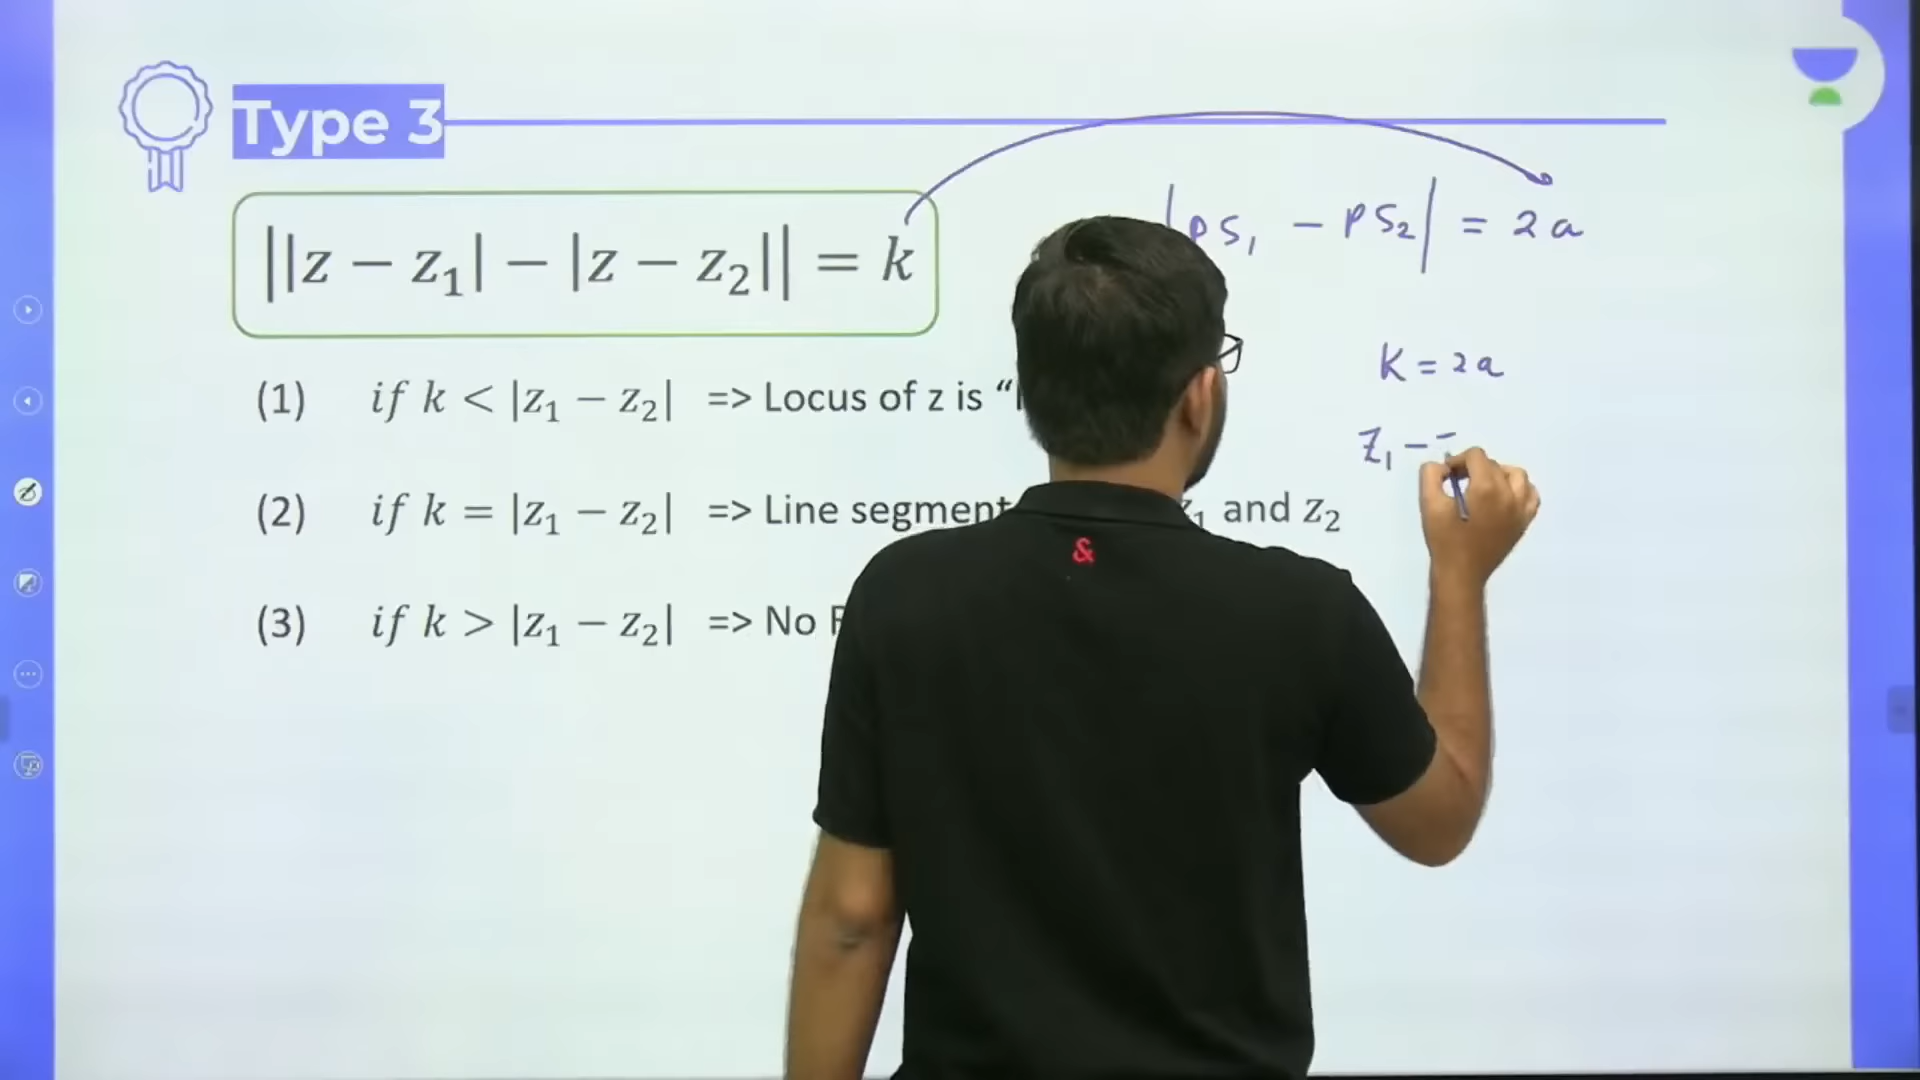 Type 3
||z − z₁| − |z − z₂|| = k
|PS₁ − PS₂| = 2a
K = 2a
(1) if k < |z₁ − z₂| => Locus of z is “
Z₁ −
(2) if k = |z₁ − z₂| => Line segment z₁ and z₂
&
(3) if k > |z₁ − z₂| => No